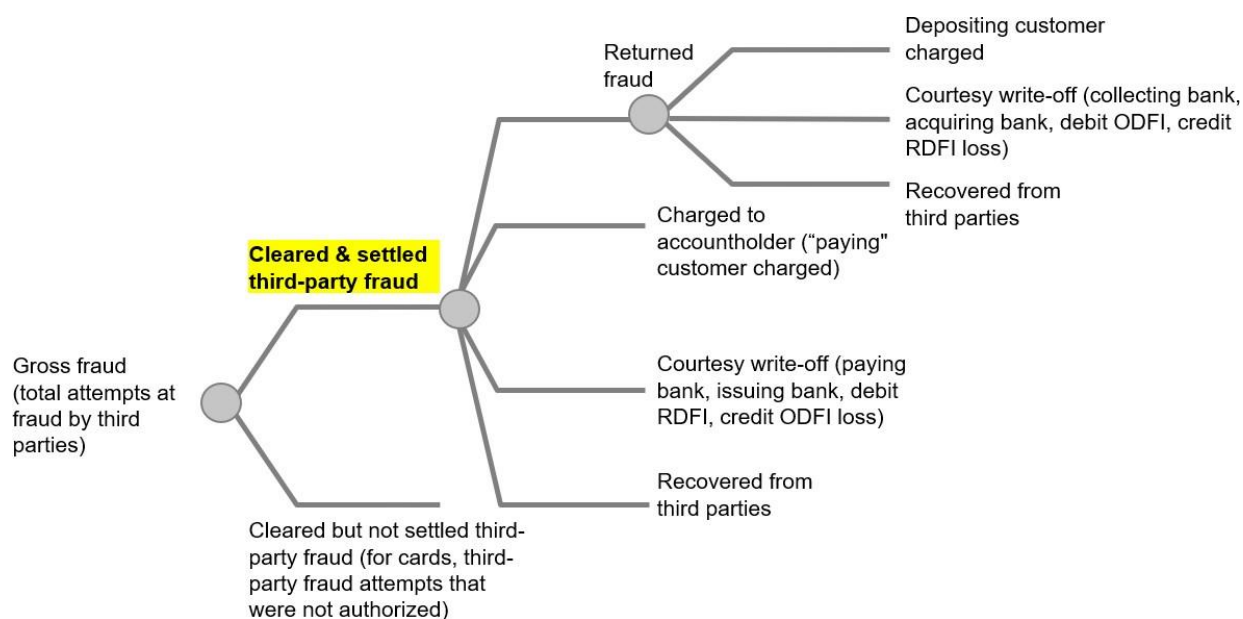 Depositing customer
charged
Returned
fraud
Courtesy write-off (collecting bank,
acquiring bank, debit ODFI, credit
RDFI loss)
Recovered from
third parties
Charged to
accountholder (“paying"
customer charged)
Cleared & settled
third-party fraud
Gross fraud
(total attempts at
fraud by third
parties)
Courtesy write-off (paying
bank, issuing bank, debit
RDFI, credit ODFI loss)
Recovered from
third parties
Cleared but not settled third-
party fraud (for cards, third-
party fraud attempts that
were not authorized)